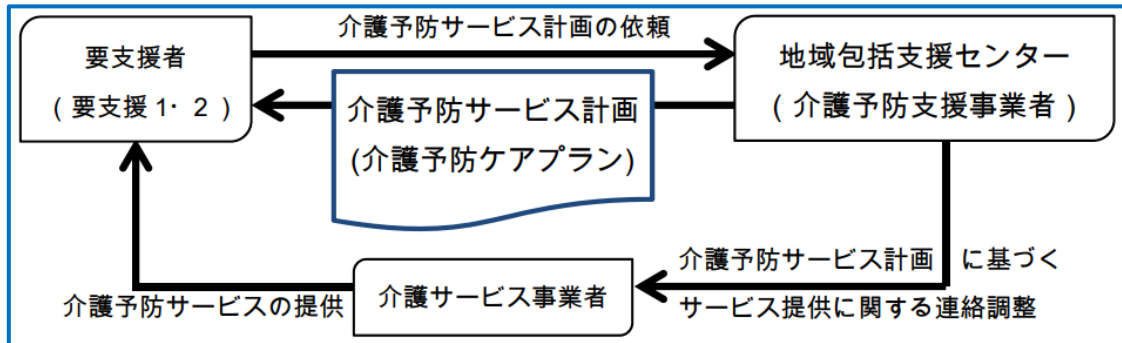 介護予防サービス計画の依頼
要支援者
(要支援1・2)
地域包括支援センター
(介護予防支援事業者)
介護予防サービス計画
(介護予防ケアプラン)
介護予防サービス計画 に基づく
サービス提供に関する連絡調整
介護サービス事業者
介護予防サービスの提供